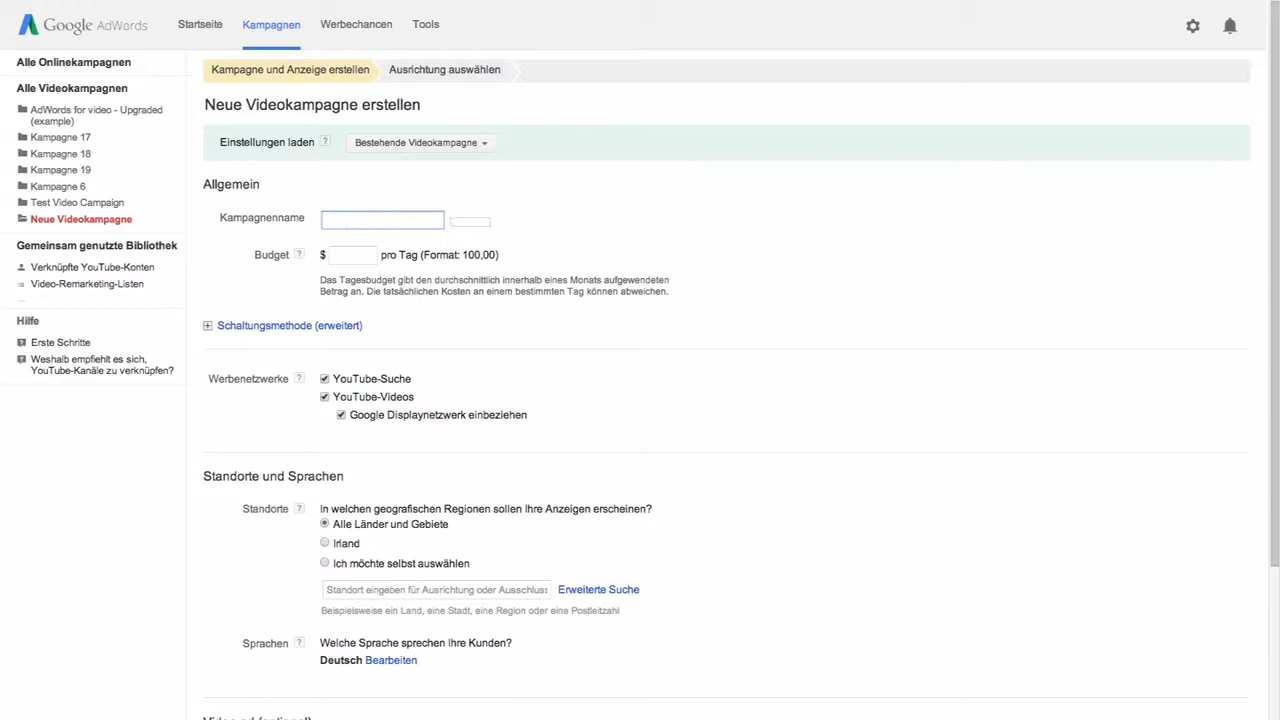 Google AdWords
Startseite
Kampagnen
Werbechancen
Tools
Alle Onlinekampagnen
Alle Videokampagnen
AdWords for video - Upgraded
(example)
Kampagne 17
Kampagne 18
Kampagne 19
Kampagne 6
Test Video Campaign
Neue Videokampagne
Gemeinsam genutzte Bibliothek
Verknüpfte YouTube-Konten
Video-Remarketing-Listen
Hilfe
Erste Schritte
Weshalb empfiehlt es sich,
YouTube-Kanäle zu verknüpfen?
Kampagne und Anzeige erstellen
Ausrichtung auswählen
Neue Videokampagne erstellen
Einstellungen laden ?
Bestehende Videokampagne
Allgemein
Kampagnenname
Budget ? $ pro Tag (Format: 100,00)
Das Tagesbudget gibt den durchschnittlich innerhalb eines Monats aufgewendeten
Betrag an. Die tatsächlichen Kosten an einem bestimmten Tag können abweichen.
Schaltungsmethode (erweitert)
Werbenetzwerke ? YouTube-Suche
YouTube-Videos
Google Displaynetzwerk einbeziehen
Standorte und Sprachen
Standorte ? In welchen geografischen Regionen sollen Ihre Anzeigen erscheinen?
Alle Länder und Gebiete
Irland
Ich möchte selbst auswählen
Standort eingeben für Ausrichtung oder Ausschluss Erweiterte Suche
Beispielsweise ein Land, eine Stadt, eine Region oder eine Postleitzahl
Sprachen ? Welche Sprache sprechen Ihre Kunden?
Deutsch Bearbeiten
Video ad (optional)